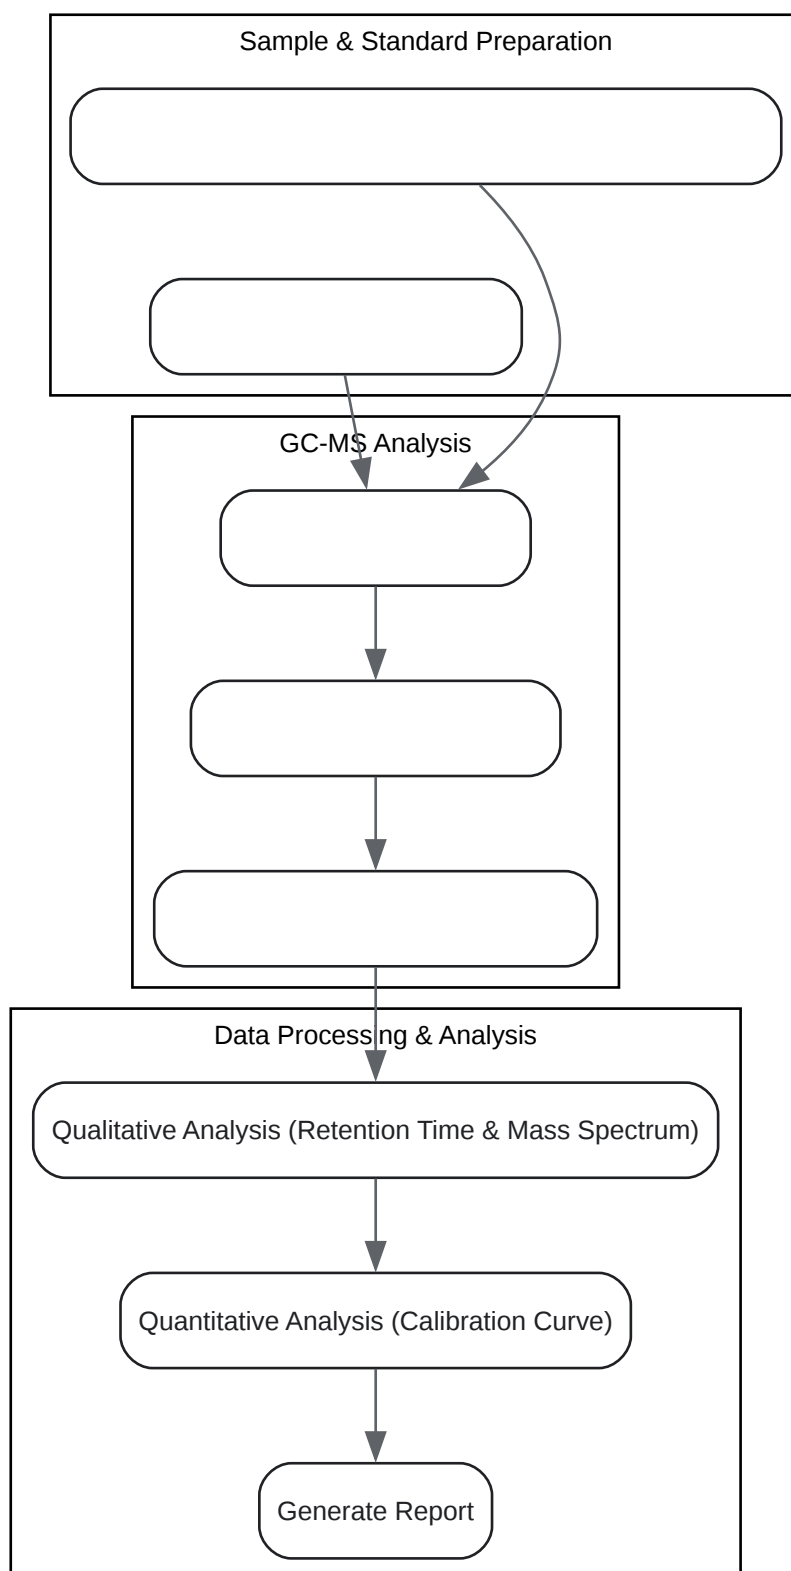 Sample & Standard Preparation
GC-MS Analysis
Data Processing & Analysis
Qualitative Analysis (Retention Time & Mass Spectrum)
Quantitative Analysis (Calibration Curve)
Generate Report